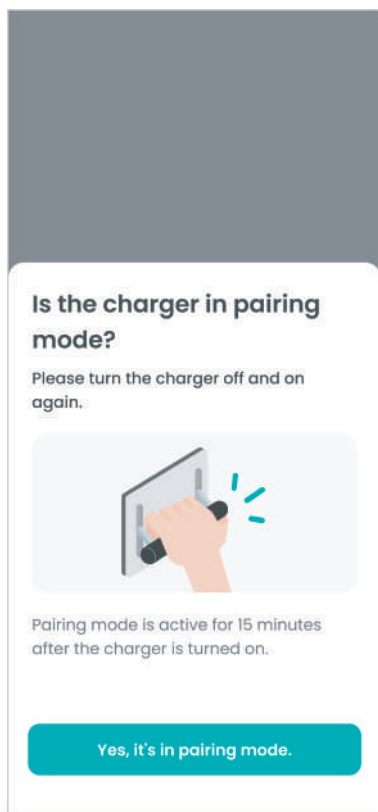 Is the charger in pairing
mode?
Please turn the charger off and on
again.
Pairing mode is active for 15 minutes
after the charger is turned on.
Yes, it's in pairing mode.